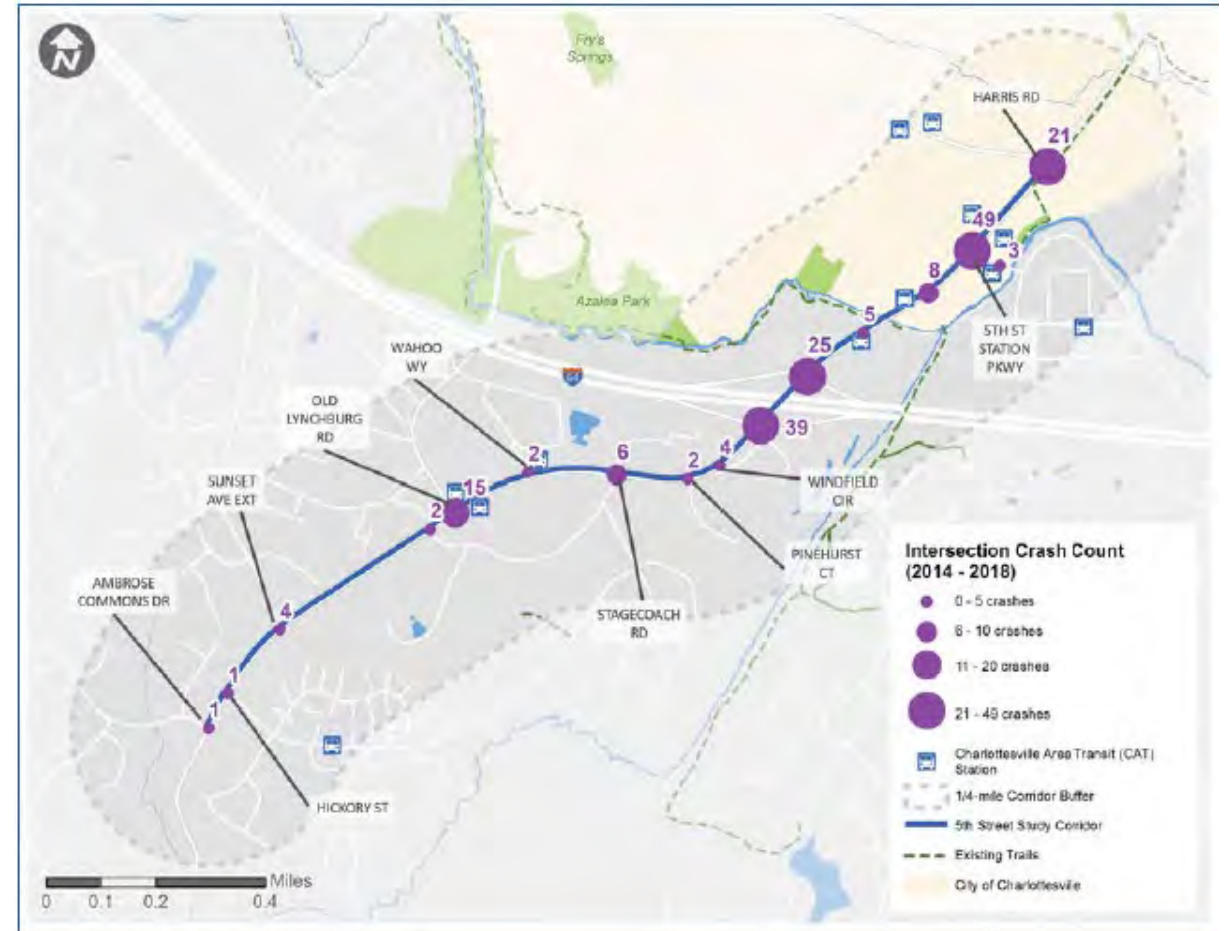 N
Fry's
Springs
HARRIS RD
21
49
3
8
Azalea Park
5
5TH ST
STATION
PKWY
WAHOO
WY
25
64
OLD
LYNCHBURG
RD
39
2
6
4
2
SUNSET
AVE EXT
15
WINDFIELD
CIR
2
PINEHURST
CT
AMBROSE
COMMONS DR
STAGECOACH
RD
4
1
1
HICKORY ST
Intersection Crash Count
(2014 - 2018)
0 - 5 crashes
6 - 10 crashes
11 - 20 crashes
21 - 49 crashes
Charlottesville Area Transit (CAT)
Station
1/4-mile Corridor Buffer
5th Street Study Corridor
Existing Trails
City of Charlottesville
Miles
0 0.1 0.2 0.4